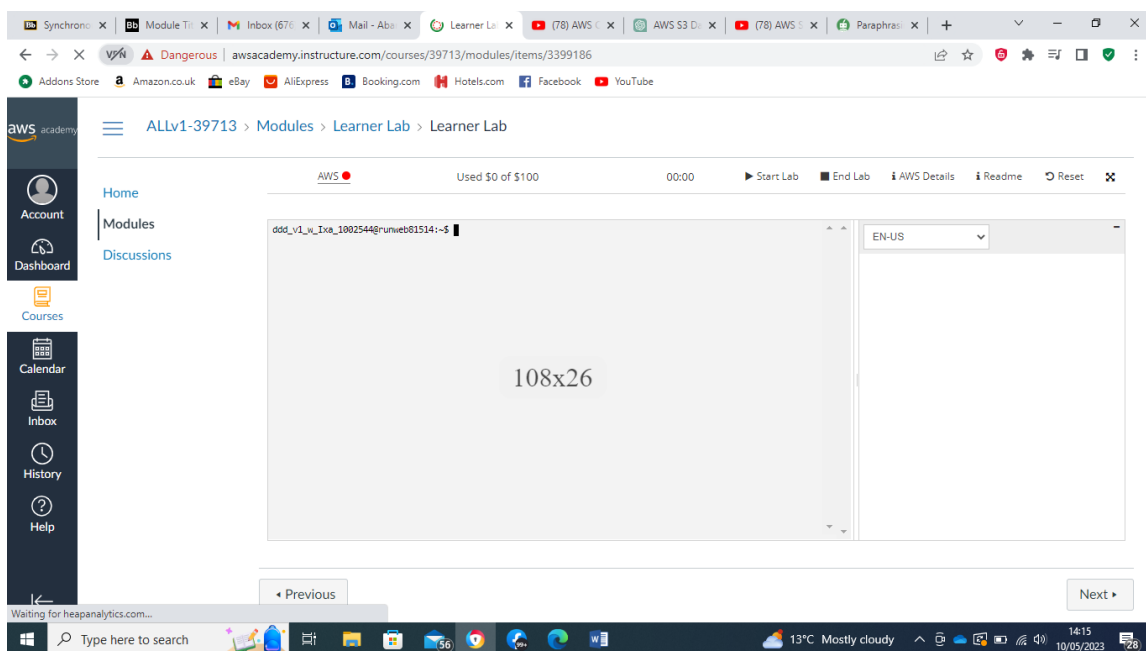 Synchrono
Module Tit
Inbox (676
Mail - Aba
Learner La
(78) AWS C
AWS S3 Da
(78) AWS S
Paraphrasi
VPN Dangerous awsacademy.instructure.com/courses/39713/modules/items/3399186
Addons Store Amazon.co.uk eBay AliExpress B. Booking.com Hotels.com Facebook YouTube
aws academy
ALLv1-39713 > Modules > Learner Lab > Learner Lab
Account
Dashboard
Courses
Calendar
Inbox
History
Help
Home
Modules
Discussions
AWS Used $0 of $100 00:00 Start Lab End Lab AWS Details Readme Reset
ddd_v1_w_Ixa_1002544@runweb81514:~$
EN-US
108x26
Previous
Next
Waiting for heapanalytics.com...
Type here to search
56
99+
13°C Mostly cloudy
14:15
10/05/2023
28